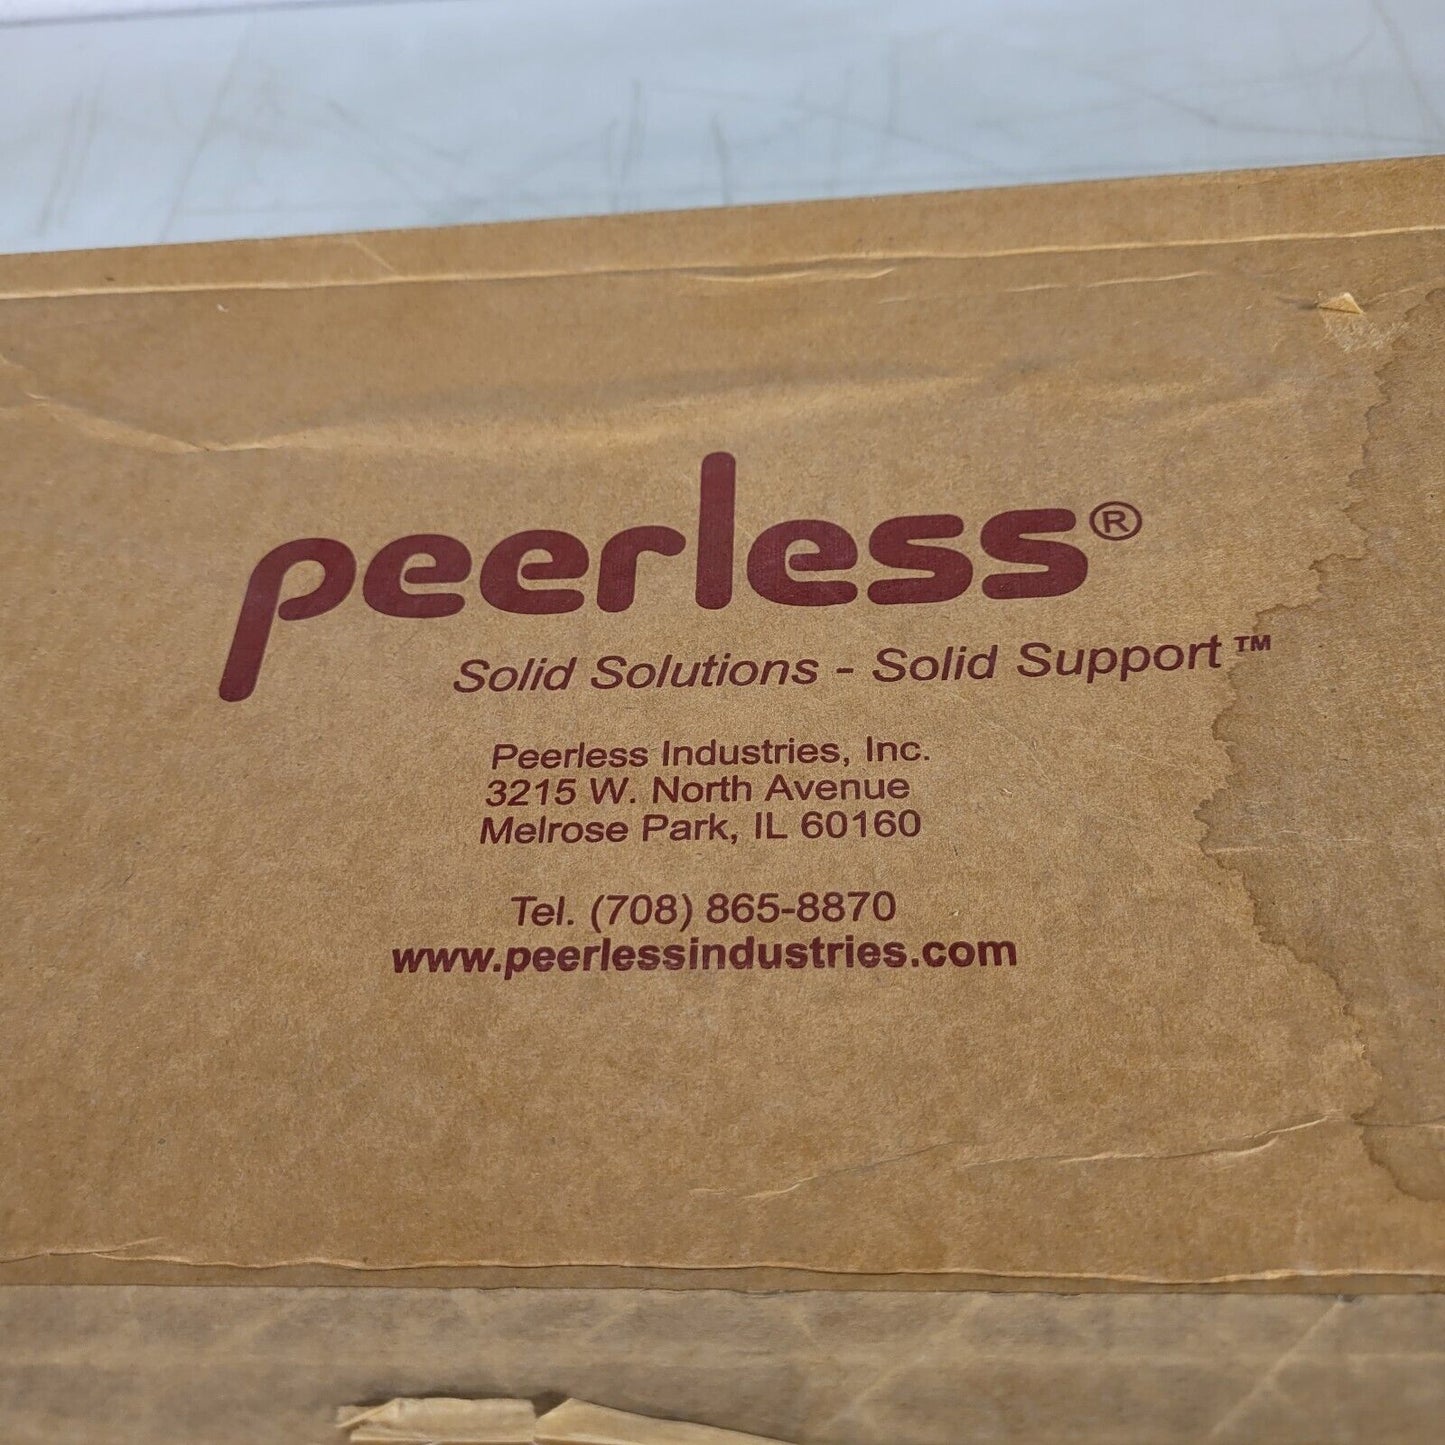 peerless®
Solid Solutions - Solid Support™
Peerless Industries, Inc.
3215 W. North Avenue
Melrose Park, IL 60160
Tel. (708) 865-8870
www.peerlessindustries.com